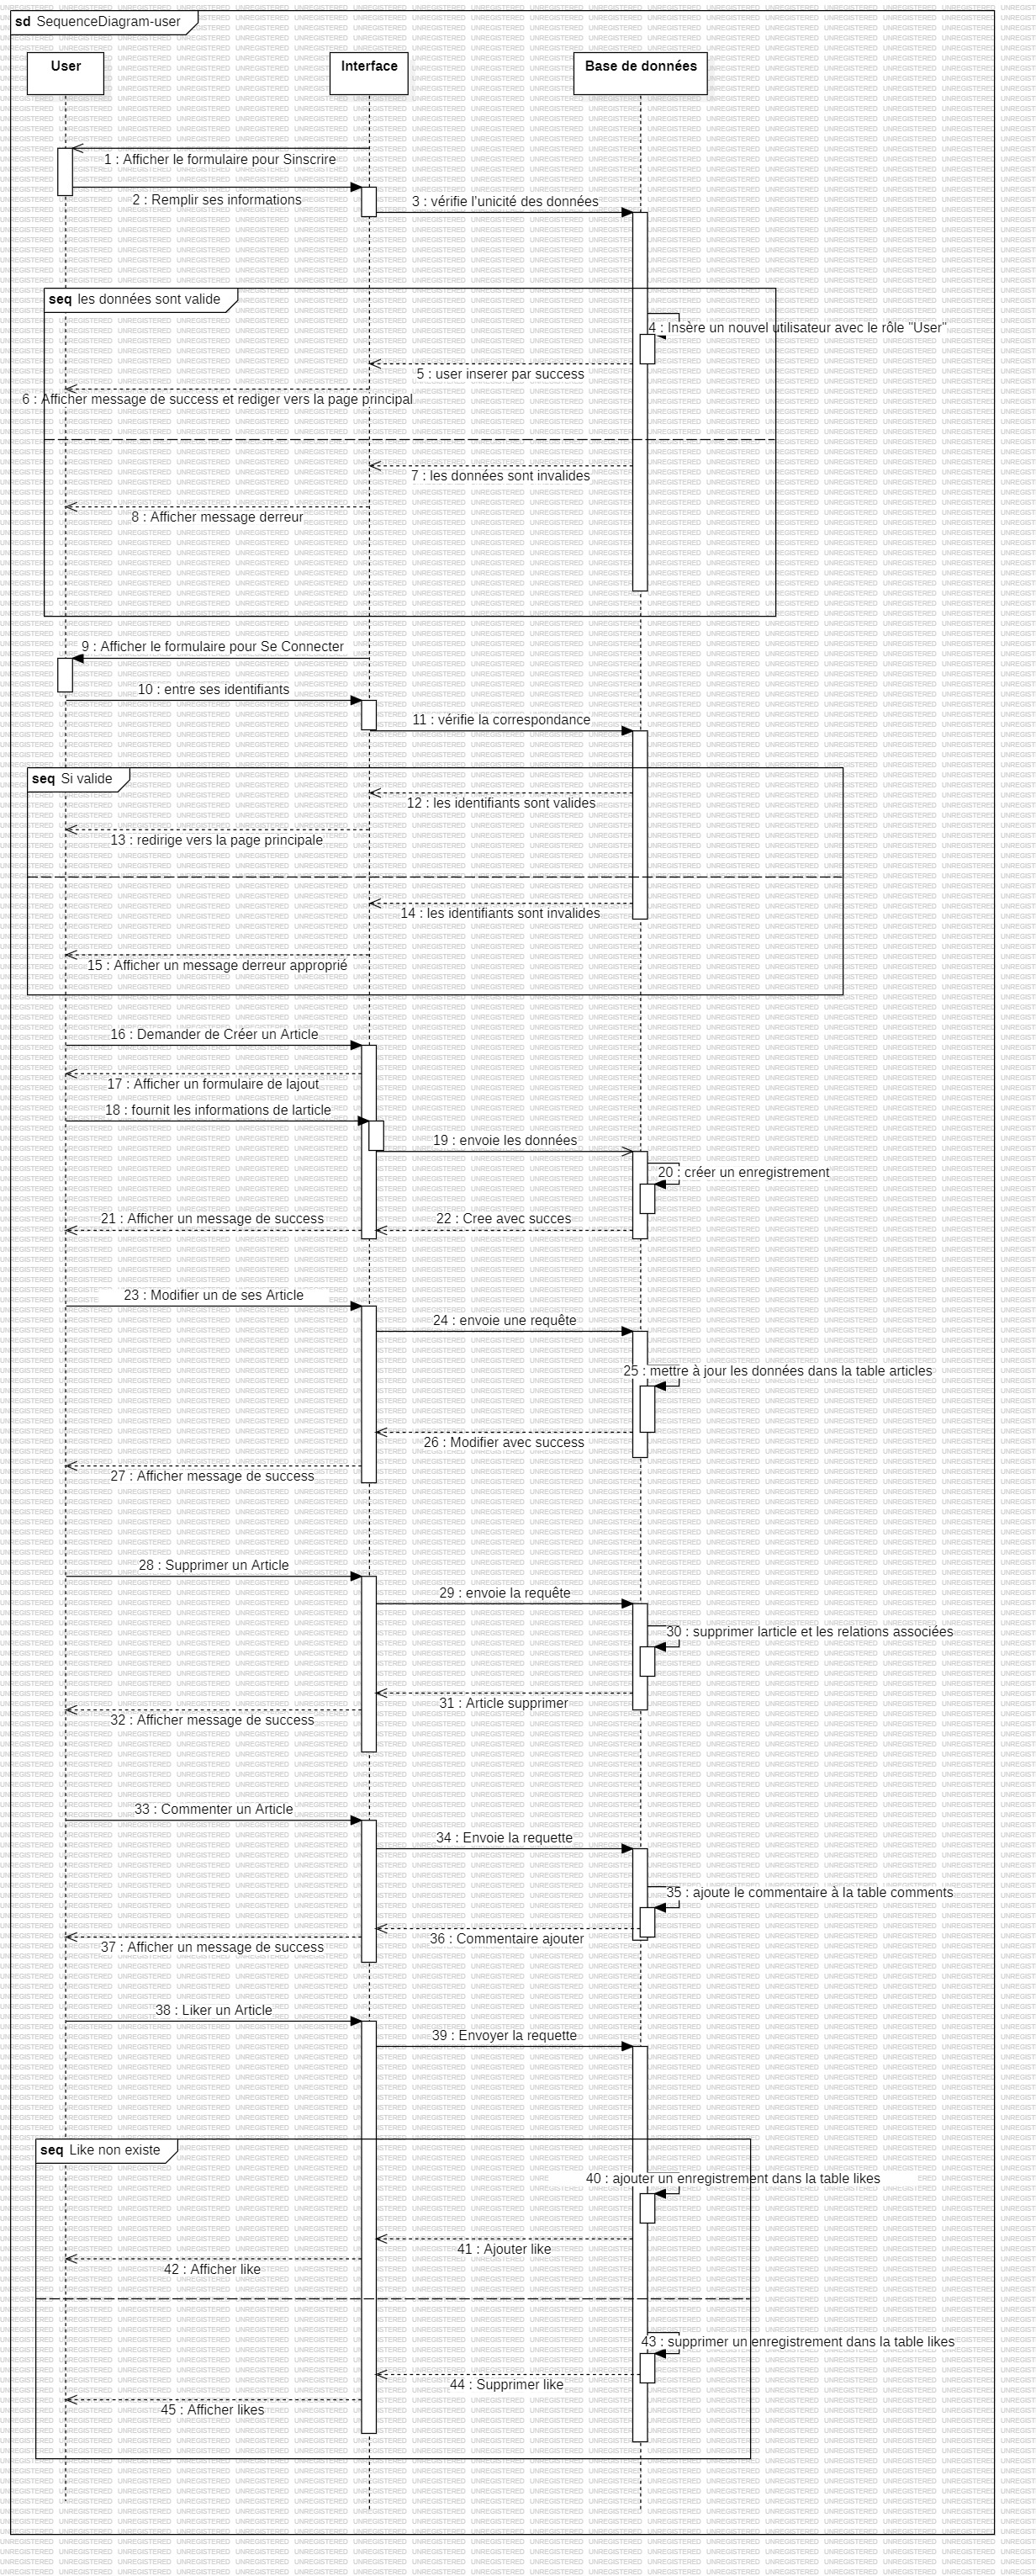 sd SequenceDiagram-user
User
Interface
Base de données
1 : Afficher le formulaire pour Sinscrire
2 : Remplir ses informations
3 : vérifie l'unicité des données
seq les données sont valide
4 : Insère un nouvel utilisateur avec le rôle "User"
5 : user inserer par success
6 : Afficher message de success et rediger vers la page principal
7 : les données sont invalides
8 : Afficher message derreur
9 : Afficher le formulaire pour Se Connecter
10 : entre ses identifiants
11 : vérifie la correspondance
seq Si valide
12 : les identifiants sont valides
13 : redirige vers la page principale
14 : les identifiants sont invalides
15 : Afficher un message derreur approprié
16 : Demander de Créer un Article
17 : Afficher un formulaire de lajout
18 : fournit les informations de larticle
19 : envoie les données
20 : créer un enregistrement
21 : Afficher un message de success
22 : Cree avec succes
23 : Modifier un de ses Article
24 : envoie une requête
25 : mettre à jour les données dans la table articles
26 : Modifier avec success
27 : Afficher message de success
28 : Supprimer un Article
29 : envoie la requête
30 : supprimer larticle et les relations associées
31 : Article supprimer
32 : Afficher message de success
33 : Commenter un Article
34 : Envoie la requette
35 : ajoute le commentaire à la table comments
36 : Commentaire ajouter
37 : Afficher un message de success
38 : Liker un Article
39 : Envoyer la requette
seq Like non existe
40 : ajouter un enregistrement dans la table likes
41 : Ajouter like
42 : Afficher like
43 : supprimer un enregistrement dans la table likes
44 : Supprimer like
45 : Afficher likes
UNREGISTERED